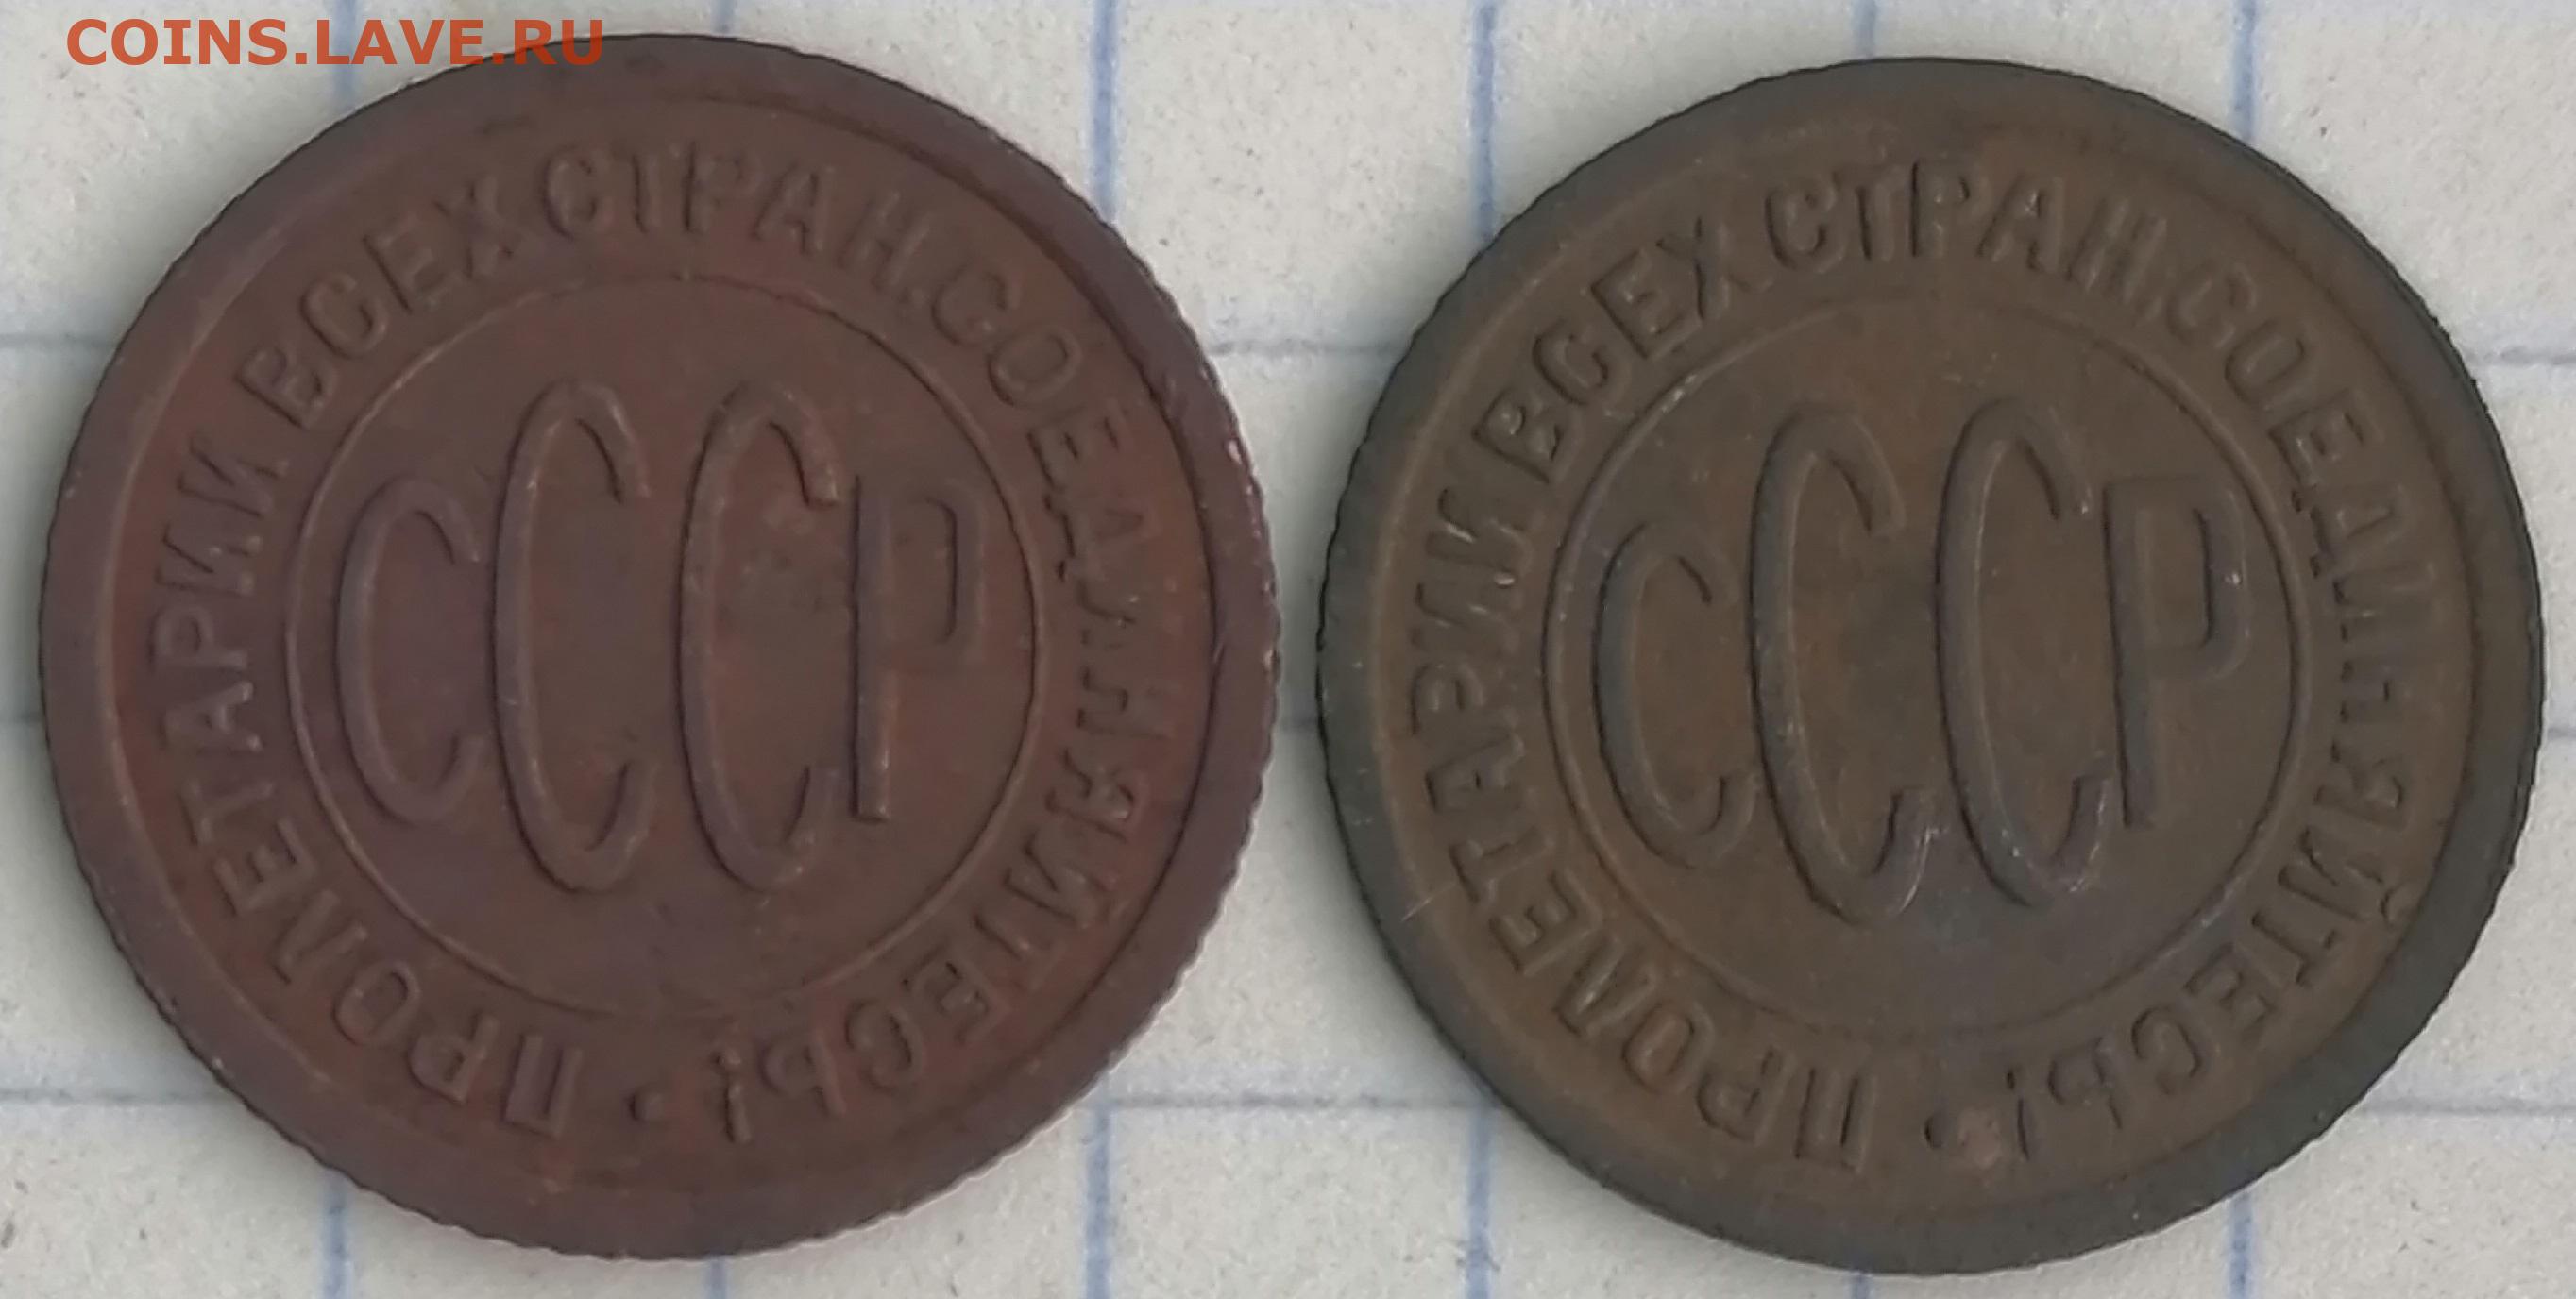 COINS.LAVE.RU
ПРОЛЕТАРИИ ВСЕХ СТРАН, СОЕДИНЯЙТЕСЬ! •
СССР
ПРОЛЕТАРИИ ВСЕХ СТРАН, СОЕДИНЯЙТЕСЬ! •
СССР